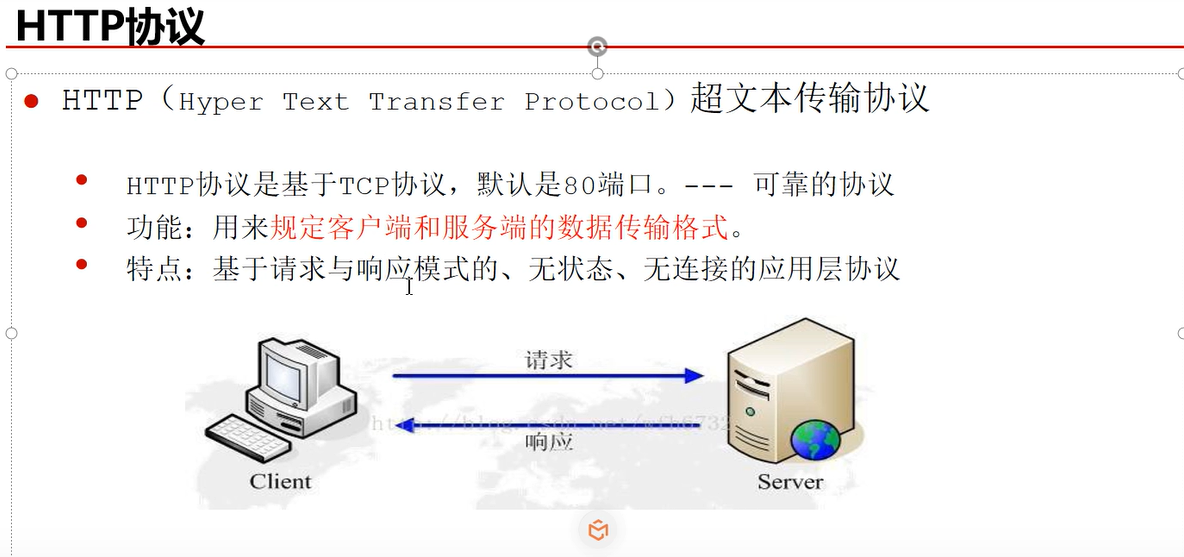 HTTP协议
HTTP（Hyper Text Transfer Protocol）超文本传输协议
HTTP协议是基于TCP协议，默认是80端口。--- 可靠的协议
功能：用来规定客户端和服务端的数据传输格式。
特点：基于请求与响应模式的、无状态、无连接的应用层协议
请求
响应
Client
Server